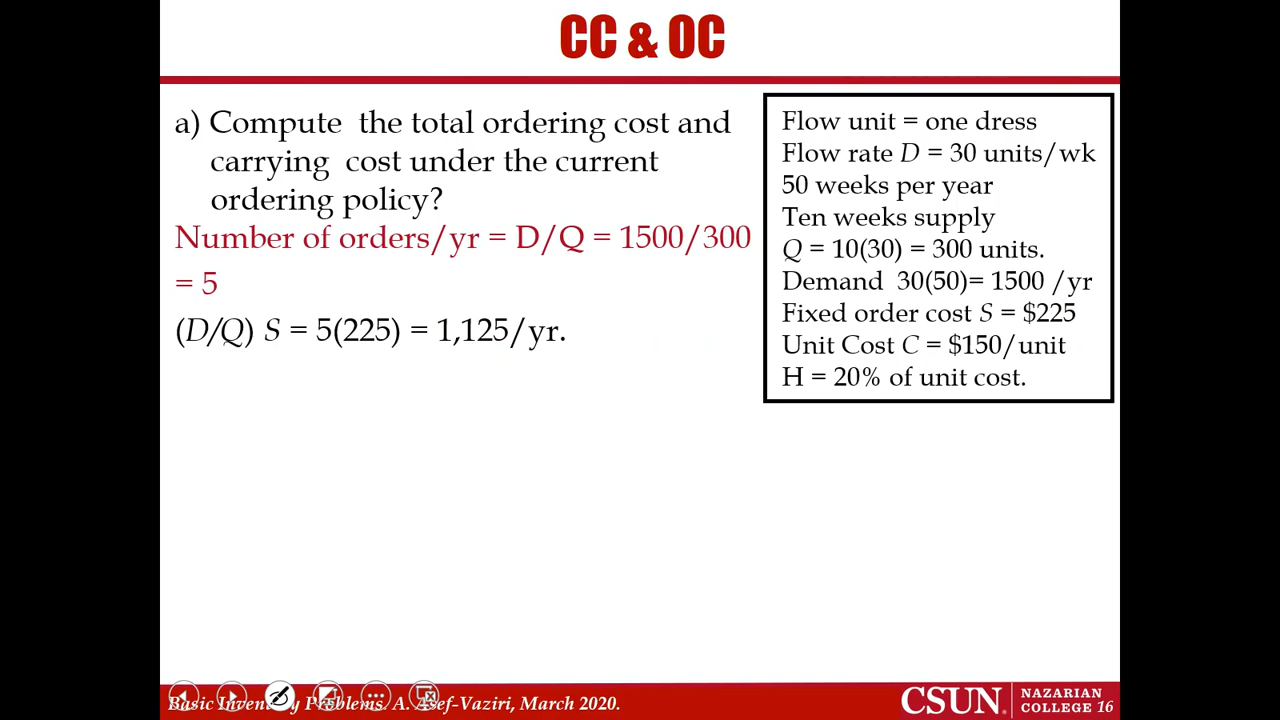 CC & OC
a) Compute the total ordering cost and
carrying cost under the current
ordering policy?
Number of orders/yr = D/Q = 1500/300
= 5
(D/Q) S = 5(225) = 1,125/yr.
Flow unit = one dress
Flow rate D = 30 units/wk
50 weeks per year
Ten weeks supply
Q = 10(30) = 300 units.
Demand 30(50)= 1500 /yr
Fixed order cost S = $225
Unit Cost C = $150/unit
H = 20% of unit cost.
Basic Inventory Problems. A. Asef-Vaziri, March 2020.
CSUN
NAZARIAN
COLLEGE 16